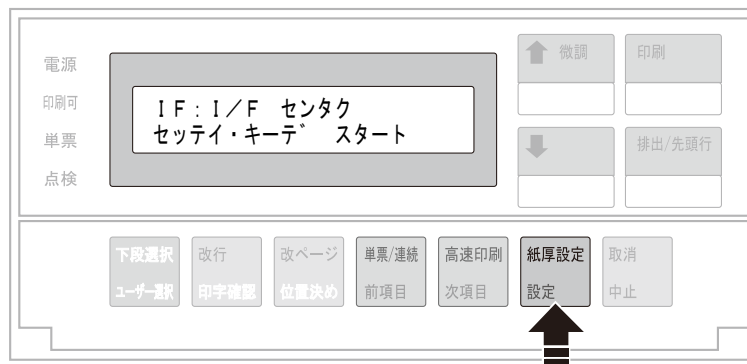 電源
印刷可
単票
点検
IF:I/F センタク
セッテイ・キーデ スタート
微調
印刷
排出/先頭行
下段選択
ユーザー選択
改行
印字確認
改ページ
位置決め
単票/連続
前項目
高速印刷
次項目
紙厚設定
設定
取消
中止